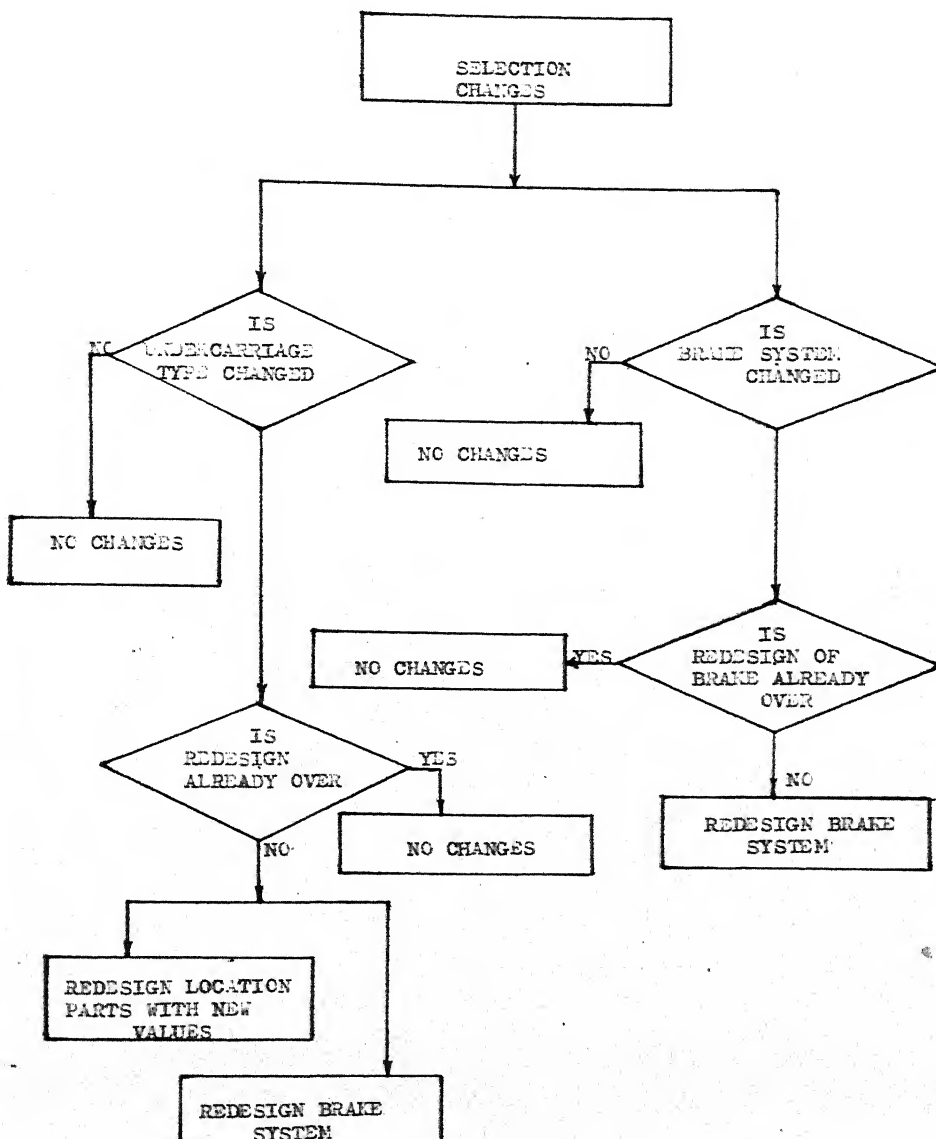 SELECTION
CHANGES
IS
UNDERCARRIAGE
TYPE CHANGED
NO
IS
BRAKE SYSTEM
CHANGED
NO
NO CHANGES
NO CHANGES
IS
REDESIGN OF
BRAKE ALREADY
OVER
YES
NO CHANGES
IS
REDESIGN
ALREADY OVER
YES
NO CHANGES
NO
REDESIGN BRAKE
SYSTEM
NO
REDESIGN LOCATION
PARTS WITH NEW
VALUES
REDESIGN BRAKE
SYSTEM